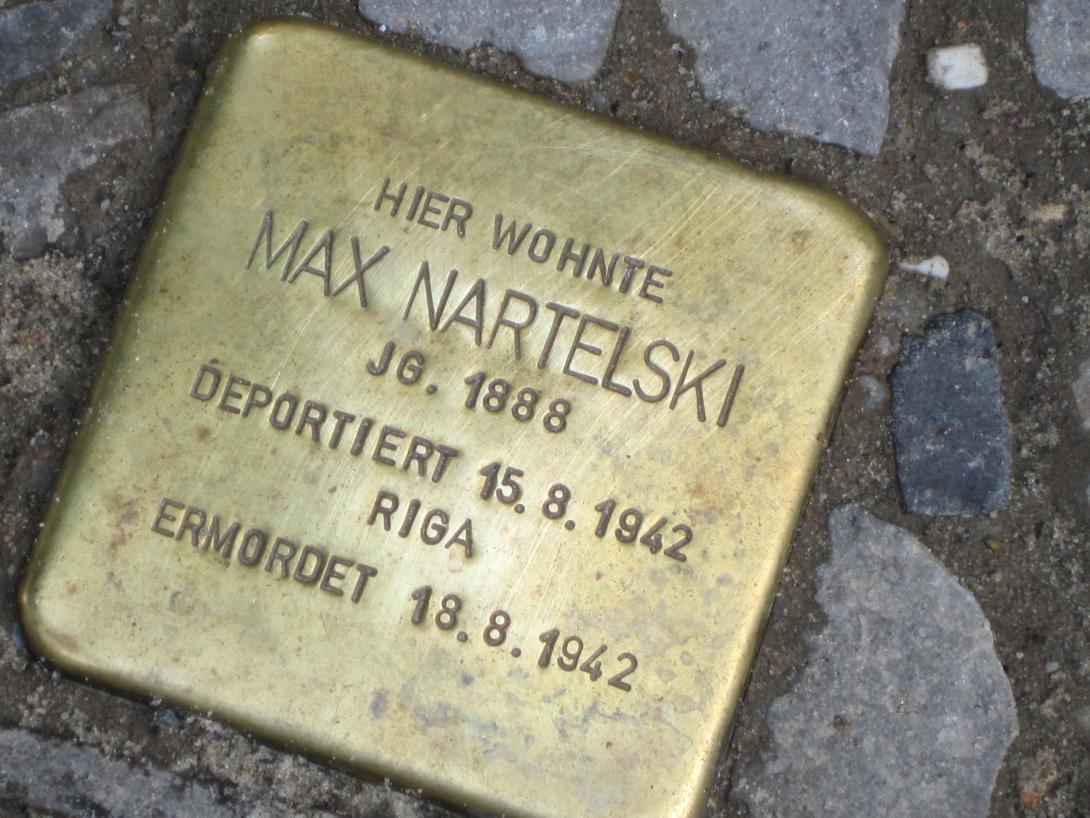 HIER WOHNTE
MAX NARTELSKI
JG. 1888
DEPORTIERT 15.8.1942
RIGA
ERMORDET 18.8.1942